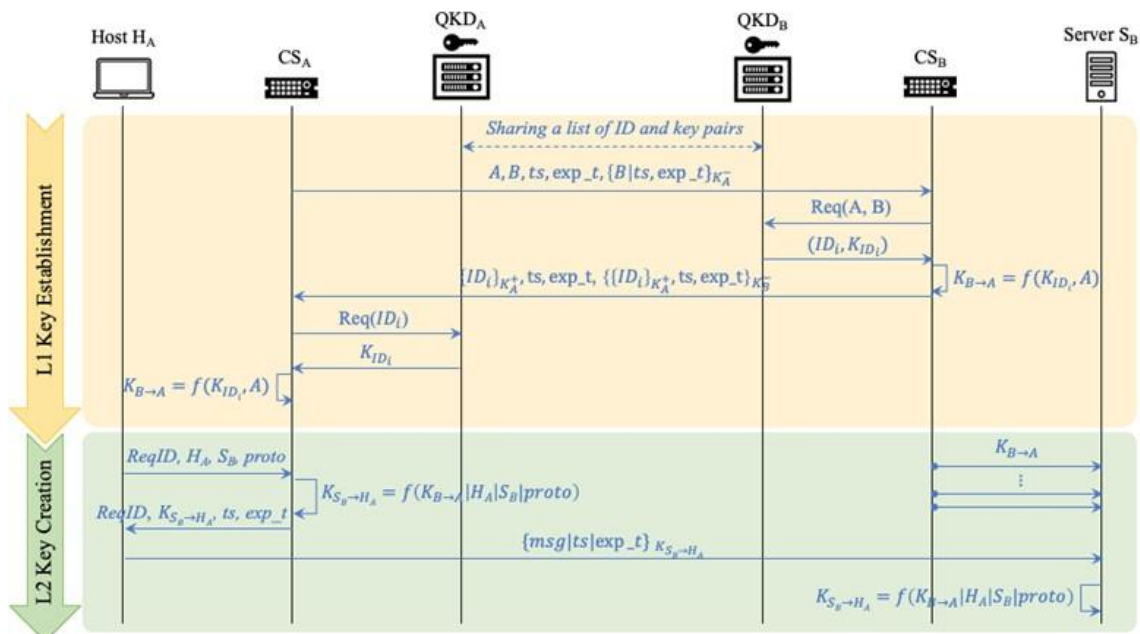 Host H_A
CS_A
QKD_A
QKD_B
CS_B
Server S_B
L1 Key Establishment
Sharing a list of ID and key pairs
A, B, ts, exp_t, {B|ts, exp_t}_{K_A^-}
Req(A, B)
(ID_i, K_{ID_i})
{ID_i}_{K_A^+}, ts, exp_t, {{ID_i}_{K_A^+}, ts, exp_t}_{K_B^-}
K_{B→A} = f(K_{ID_i}, A)
Req(ID_i)
K_{ID_i}
K_{B→A} = f(K_{ID_i}, A)
L2 Key Creation
ReqID, H_A, S_B, proto
K_{B→A}
⋮
K_{S_B→H_A} = f(K_{B→A}|H_A|S_B|proto)
ReqID, K_{S_B→H_A}, ts, exp_t
{msg|ts|exp_t}_{K_{S_B→H_A}}
K_{S_B→H_A} = f(K_{B→A}|H_A|S_B|proto)